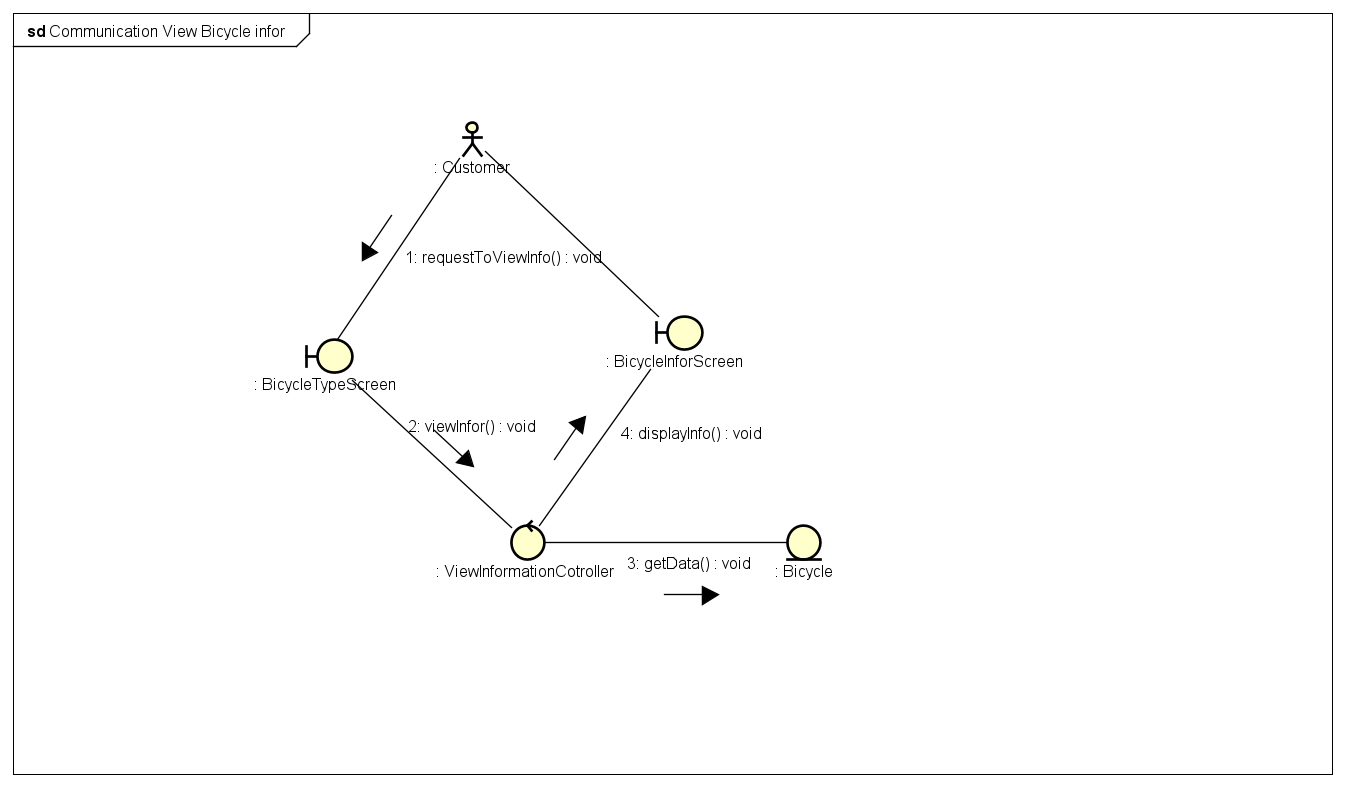 sd Communication View Bicycle infor
: Customer
1: requestToViewInfo() : void
: BicycleInforScreen
: BicycleTypeScreen
2: viewInfor() : void
4: displayInfo() : void
3: getData() : void
: ViewInformationCotroller
: Bicycle